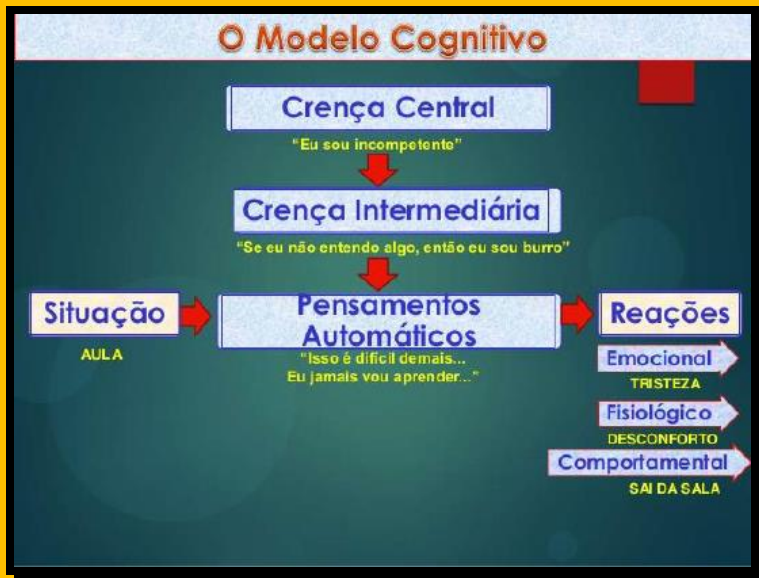 O Modelo Cognitivo
Crença Central
"Eu sou incompetente"
Crença Intermediária
"Se eu não entendo algo, então eu sou burro"
Situação
AULA
Pensamentos
Automáticos
"Isso é difícil demais...
Eu jamais vou aprender..."
Reações
Emocional
TRISTEZA
Fisiológico
DESCONFORTO
Comportamental
SAI DA SALA